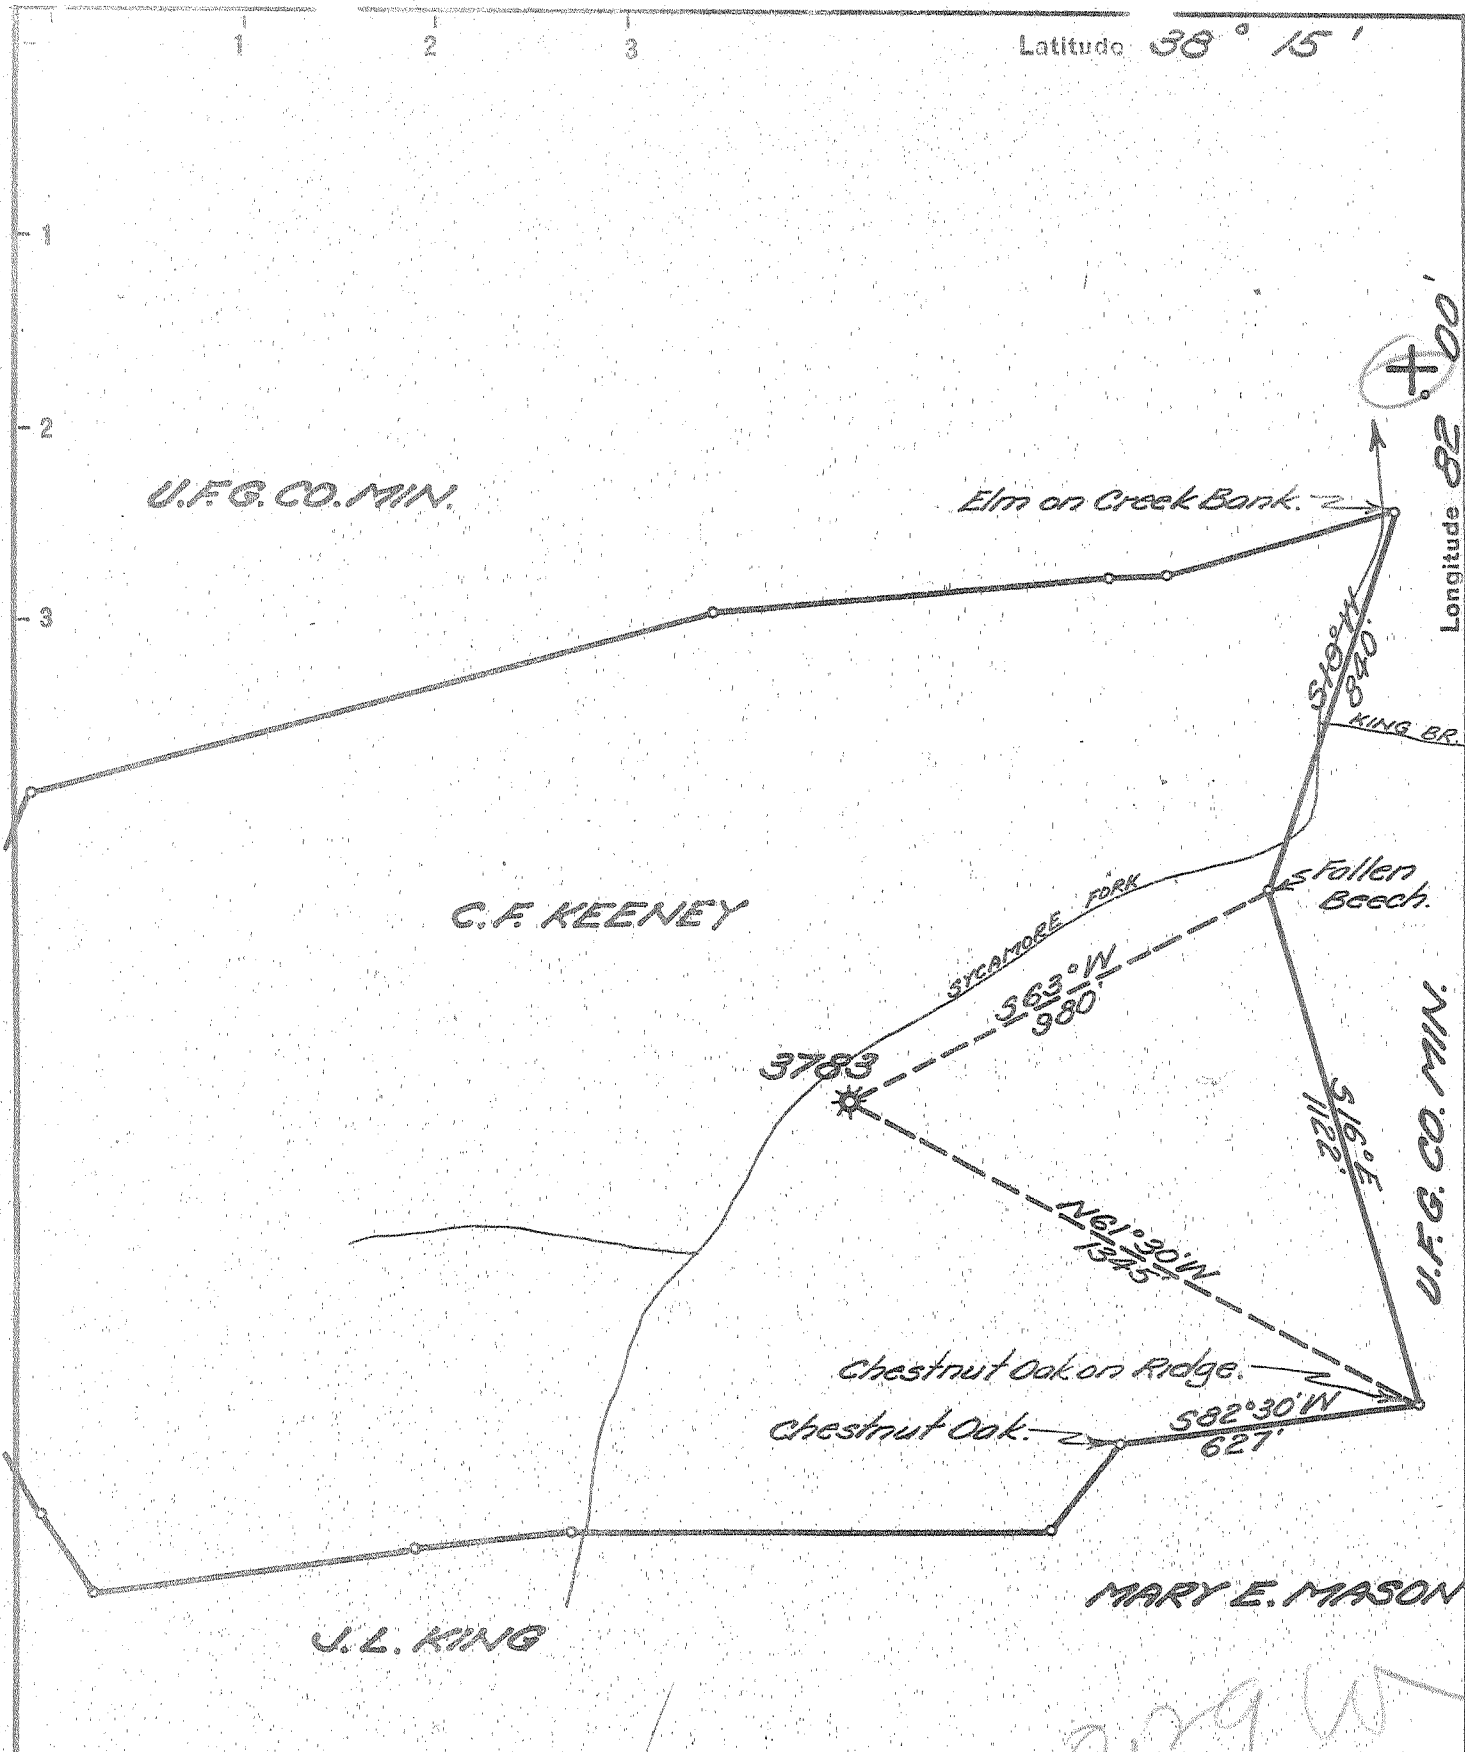 1 2 3 Latitude 38° 15'
1
2
3
Longitude 82 00'
U.F.G. CO. MIN.
Elm on Creek Bank.
840'
KING BR.
Fallen
Beech.
C.F. KEENEY
SYCAMORE FORK
S63°W
980'
3783
S16°E
1122'
U.F.G. CO. MIN.
N61°30'W
1345'
Chestnut Oak on Ridge.
Chestnut Oak.
S82°30'W
627'
MARY E. MASON
J.L. KING